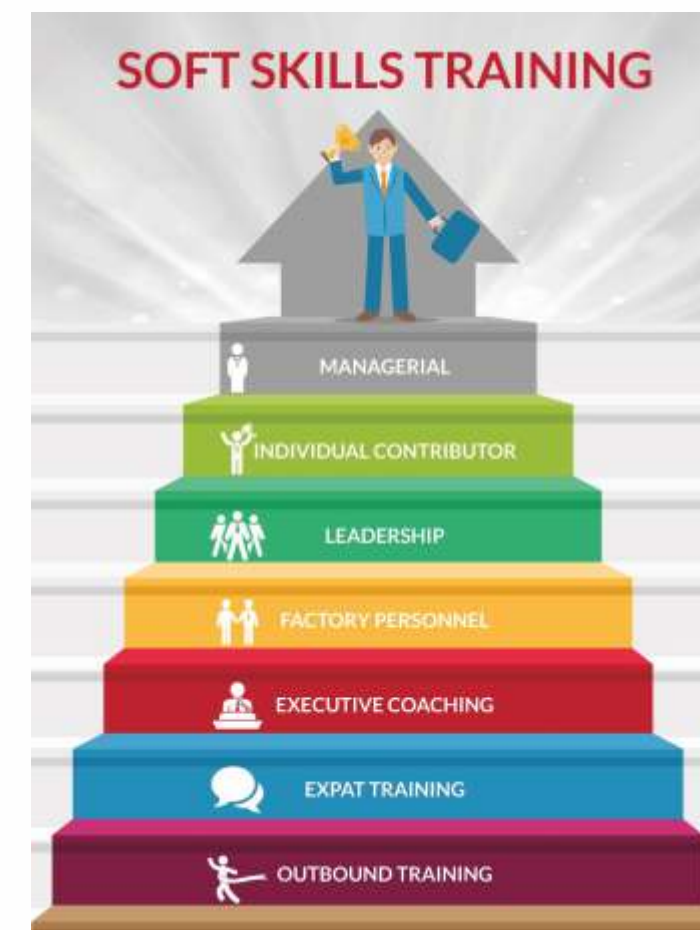 SOFT SKILLS TRAINING
MANAGERIAL
INDIVIDUAL CONTRIBUTOR
LEADERSHIP
FACTORY PERSONNEL
EXECUTIVE COACHING
EXPAT TRAINING
OUTBOUND TRAINING